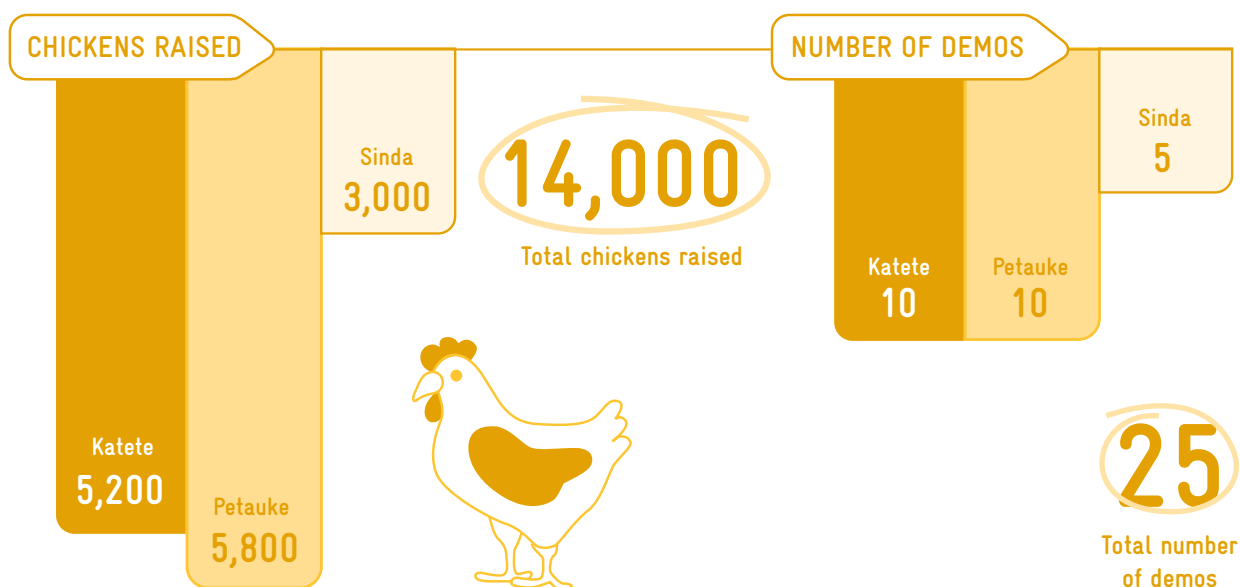 CHICKENS RAISED
Katete
5,200
Petauke
5,800
Sinda
3,000
14,000
Total chickens raised
NUMBER OF DEMOS
Katete
10
Petauke
10
Sinda
5
25
Total number
of demos